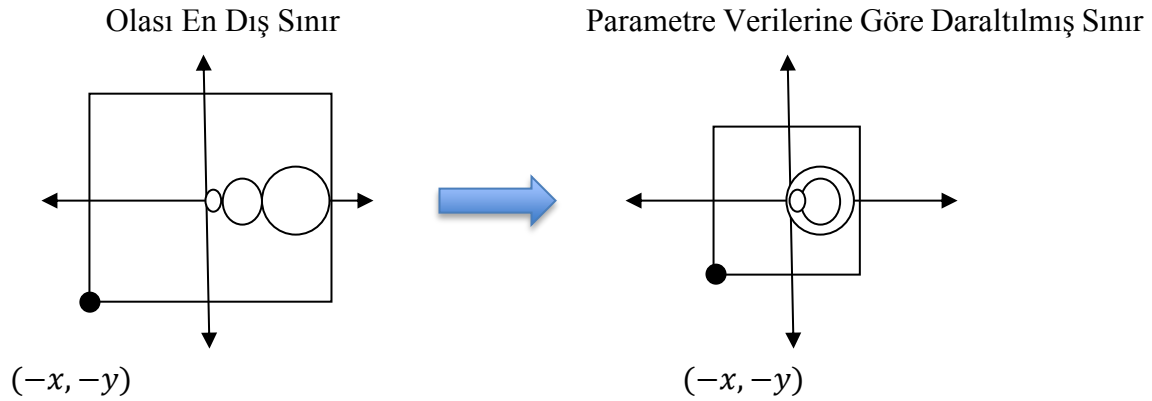 Olası En Dış Sınır
Parametre Verilerine Göre Daraltılmış Sınır
(−x, −y)
(−x, −y)